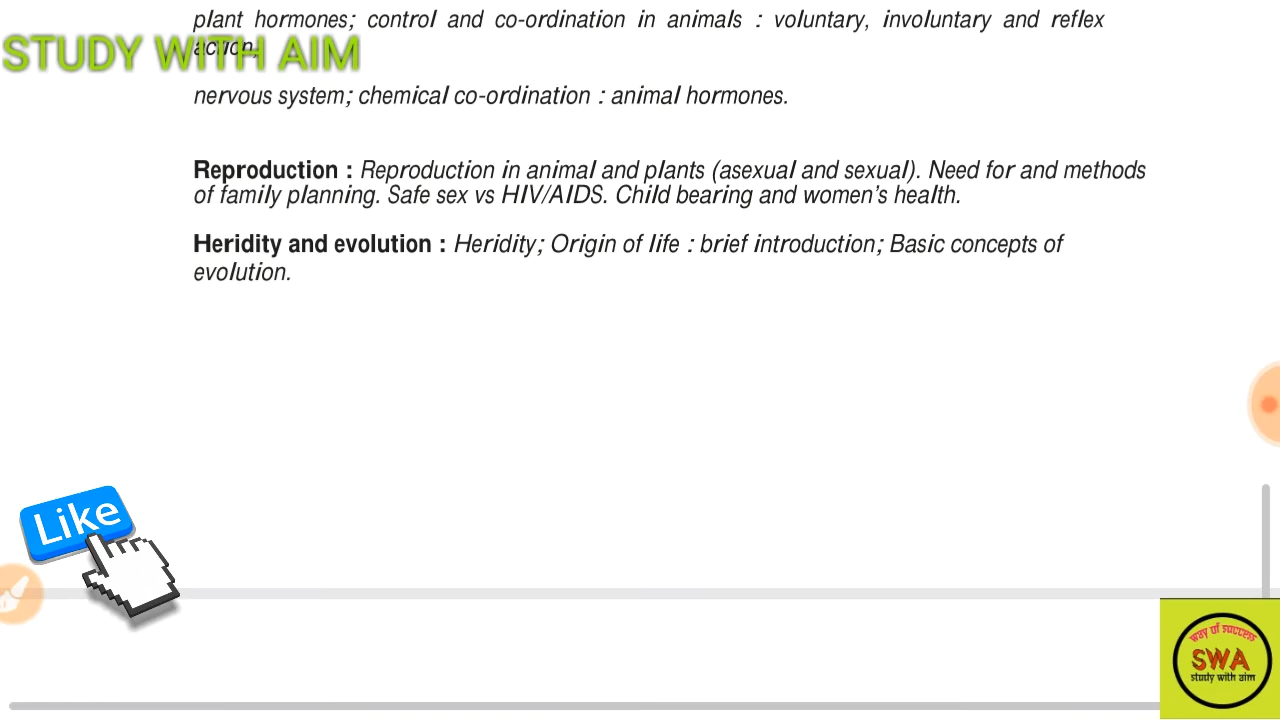 plant hormones; control and co-ordination in animals : voluntary, involuntary and reflex
action;
STUDY WITH AIM
nervous system; chemical co-ordination : animal hormones.
Reproduction : Reproduction in animal and plants (asexual and sexual). Need for and methods
of family planning. Safe sex vs HIV/AIDS. Child bearing and women's health.
Heridity and evolution : Heridity; Origin of life : brief introduction; Basic concepts of
evolution.
Like
way of success
SWA
study with aim